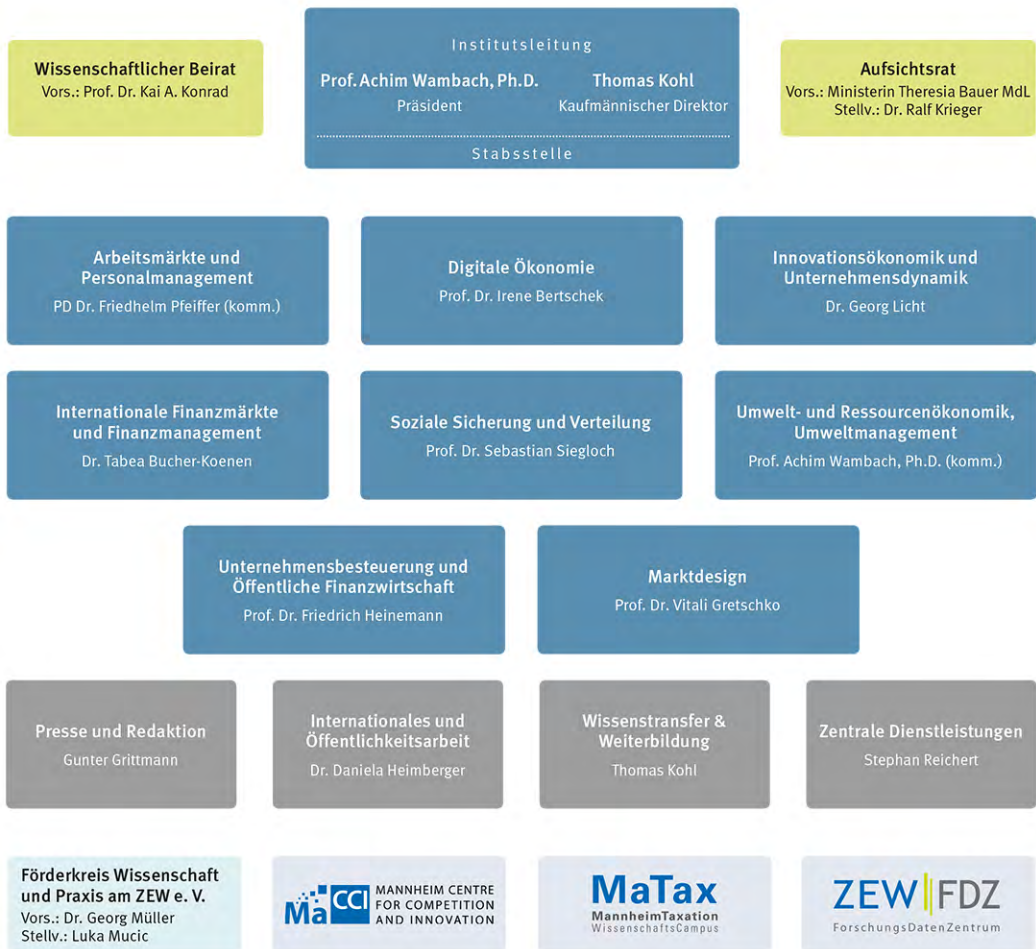 Wissenschaftlicher Beirat
Vors.: Prof. Dr. Kai A. Konrad
Institutsleitung
Prof. Achim Wambach, Ph.D.
Präsident
Thomas Kohl
Kaufmännischer Direktor
Stabsstelle
Aufsichtsrat
Vors.: Ministerin Theresia Bauer MdL
Stellv.: Dr. Ralf Krieger
Arbeitsmärkte und
Personalmanagement
PD Dr. Friedhelm Pfeiffer (komm.)
Digitale Ökonomie
Prof. Dr. Irene Bertschek
Innovationsökonomik und
Unternehmensdynamik
Dr. Georg Licht
Internationale Finanzmärkte
und Finanzmanagement
Dr. Tabea Bucher-Koenen
Soziale Sicherung und Verteilung
Prof. Dr. Sebastian Siegloch
Umwelt- und Ressourcenökonomik,
Umweltmanagement
Prof. Achim Wambach, Ph.D. (komm.)
Unternehmensbesteuerung und
Öffentliche Finanzwirtschaft
Prof. Dr. Friedrich Heinemann
Marktdesign
Prof. Dr. Vitali Gretschko
Presse und Redaktion
Gunter Grittmann
Internationales und
Öffentlichkeitsarbeit
Dr. Daniela Heimberger
Wissenstransfer &
Weiterbildung
Thomas Kohl
Zentrale Dienstleistungen
Stephan Reichert
Förderkreis Wissenschaft
und Praxis am ZEW e. V.
Vors.: Dr. Georg Müller
Stellv.: Luka Mucic
MaCCI
MANNHEIM CENTRE
FOR COMPETITION
AND INNOVATION
MaTax
MannheimTaxation
WissenschaftsCampus
ZEW FDZ
ForschungsDatenZentrum